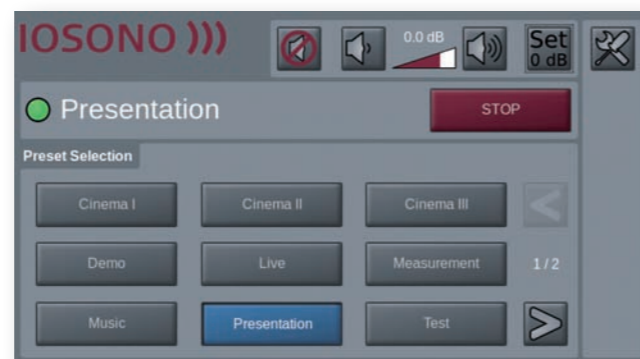 IOSONO )))
0.0 dB
Set
0 dB
Presentation
STOP
Preset Selection
Cinema I
Cinema II
Cinema III
Demo
Live
Measurement
1 / 2
Music
Presentation
Test